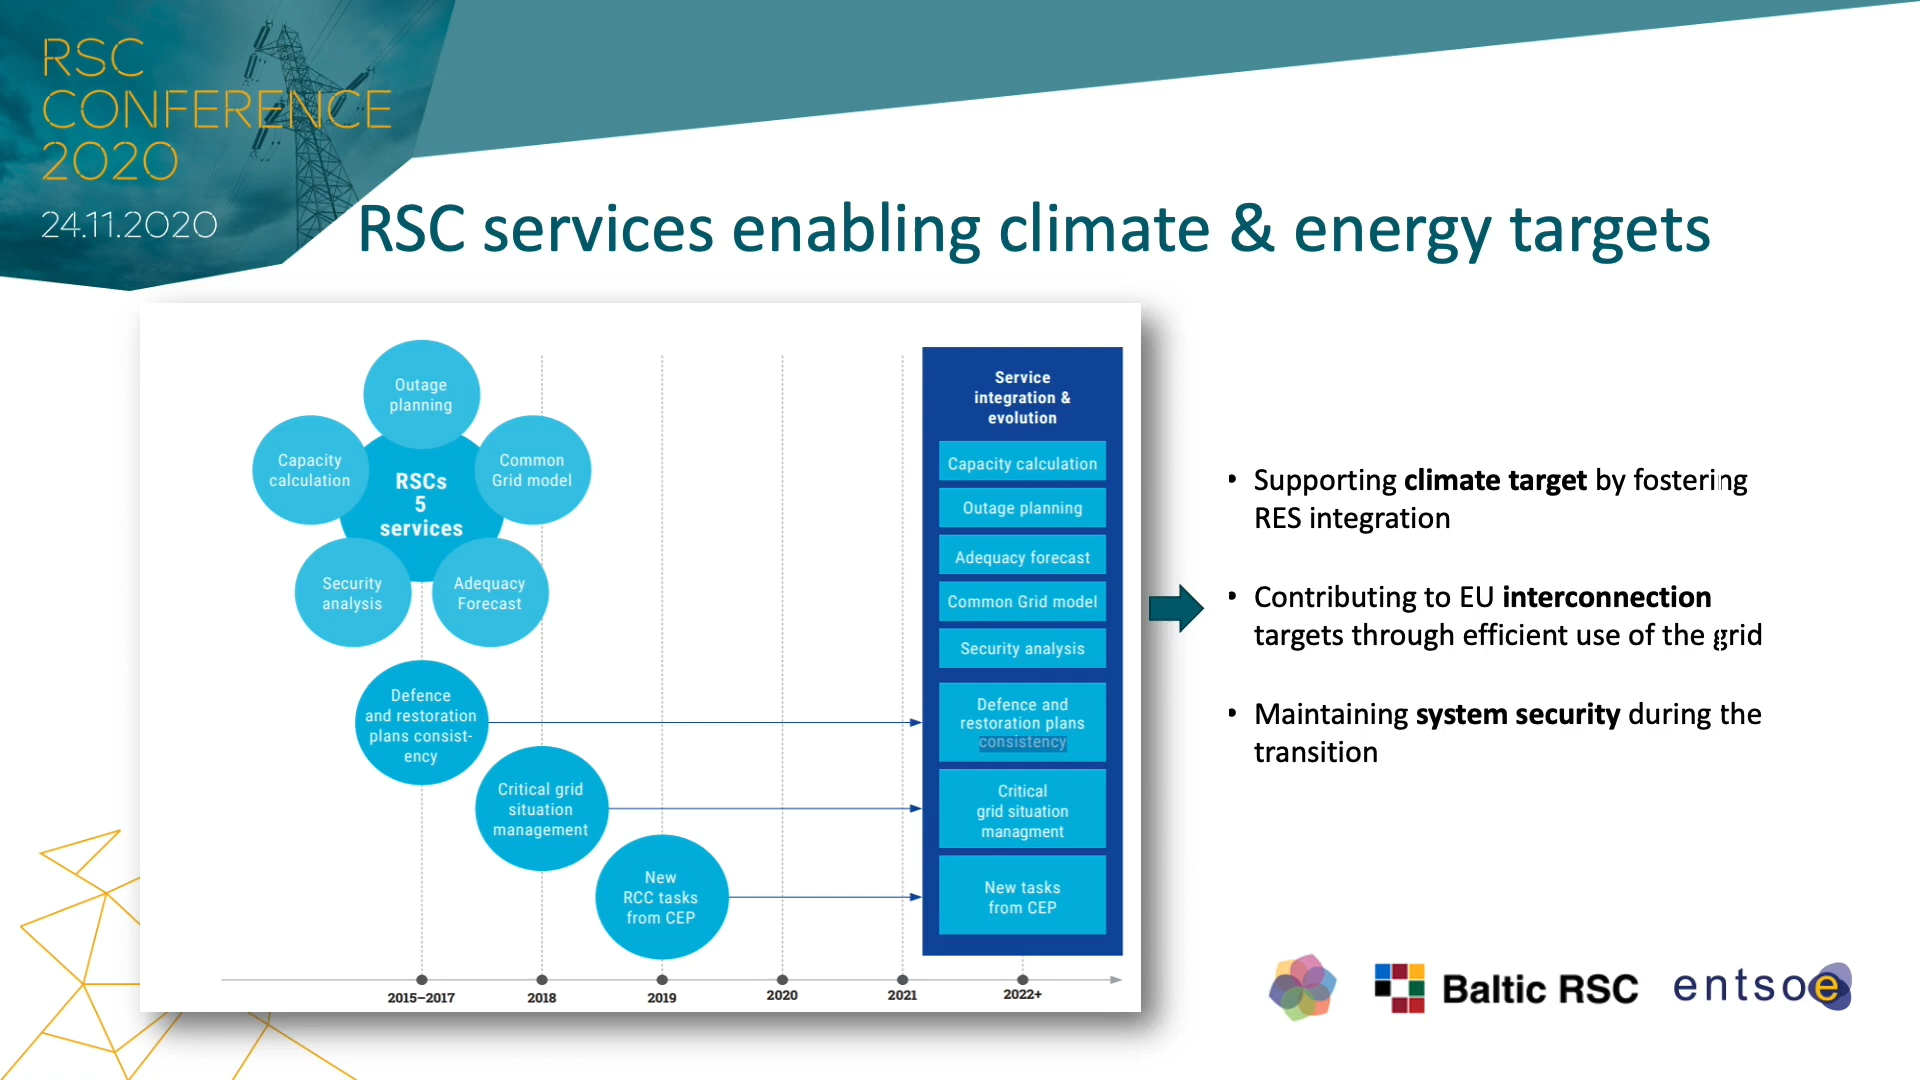 RSC
CONFERENCE
2020
24.11.2020
RSC services enabling climate & energy targets
Outage
planning
Capacity
calculation
Common
Grid model
RSCs
5
services
Security
analysis
Adequacy
Forecast
Defence
and restoration
plans consist-
ency
Critical grid
situation
management
New
RCC tasks
from CEP
Service
integration &
evolution
Capacity calculation
Outage planning
Adequacy forecast
Common Grid model
Security analysis
Defence and
restoration plans
consistency
Critical
grid situation
managment
New tasks
from CEP
2015–2017
2018
2019
2020
2021
2022+
• Supporting climate target by fostering
RES integration
• Contributing to EU interconnection
targets through efficient use of the grid
• Maintaining system security during the
transition
Baltic RSC
entsoe